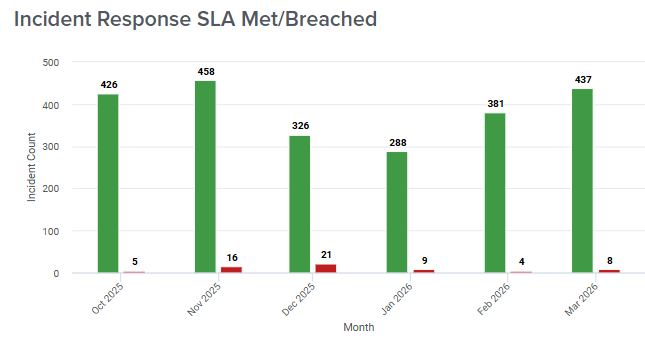 Incident Response SLA Met/Breached
500
400
300
200
100
0
Incident Count
426
5
458
16
326
21
288
9
381
4
437
8
Oct 2025
Nov 2025
Dec 2025
Jan 2026
Feb 2026
Mar 2026
Month